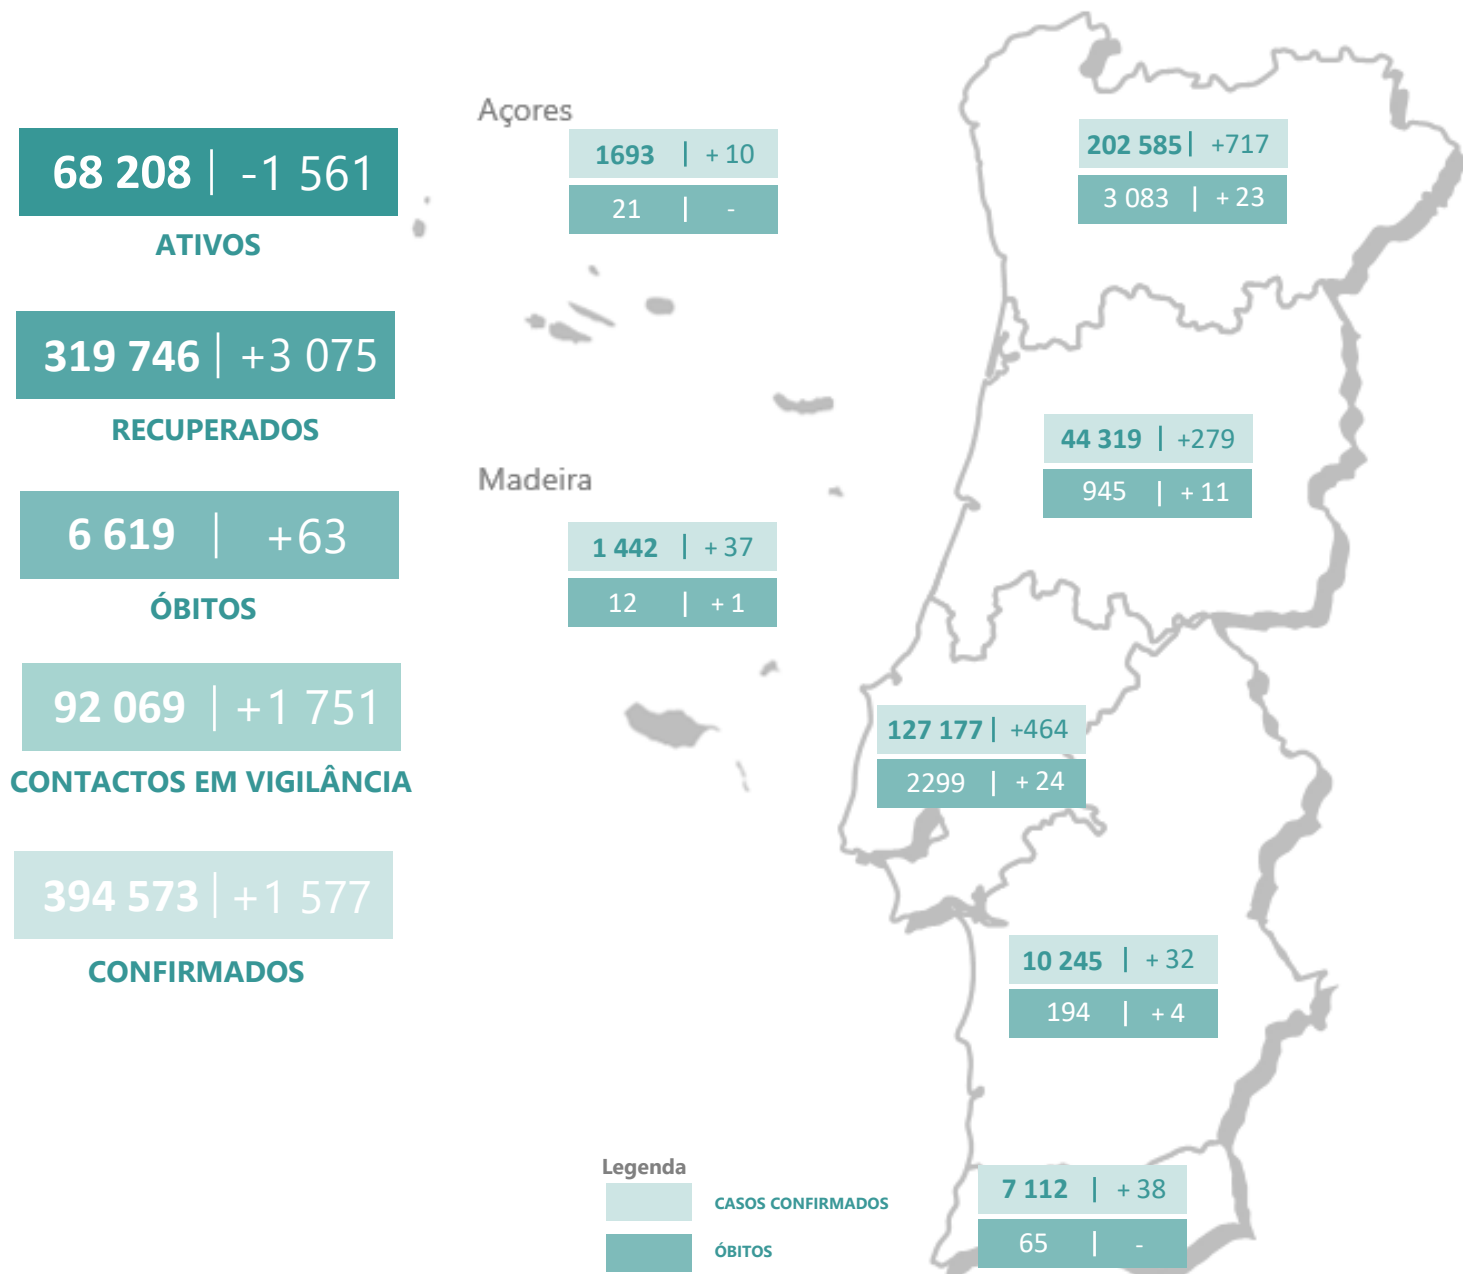 68 208 | -1 561
ATIVOS
319 746 | +3 075
RECUPERADOS
6 619 | +63
ÓBITOS
92 069 | +1 751
CONTACTOS EM VIGILÂNCIA
394 573 | +1 577
CONFIRMADOS
Açores
1693 | + 10
21 | -
Madeira
1 442 | + 37
12 | + 1
202 585 | +717
3 083 | + 23
44 319 | +279
945 | + 11
127 177 | +464
2299 | + 24
10 245 | + 32
194 | + 4
7 112 | + 38
65 | -
Legenda
CASOS CONFIRMADOS
ÓBITOS